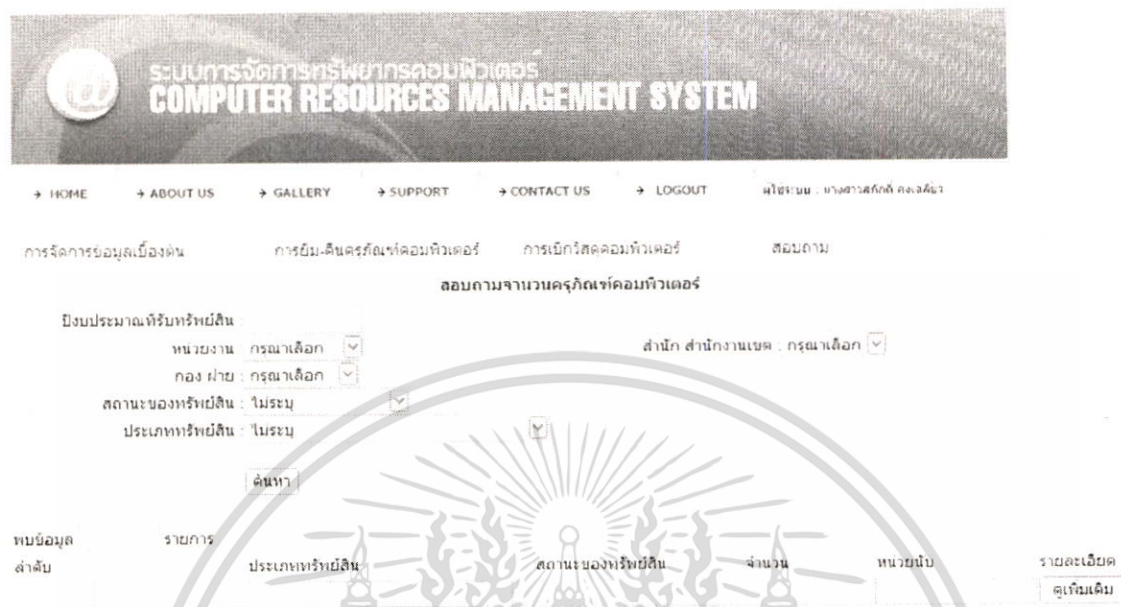 ระบบการจัดการทรัพยากรคอมพิวเตอร์
COMPUTER RESOURCES MANAGEMENT SYSTEM
→ HOME → ABOUT US → GALLERY → SUPPORT → CONTACT US → LOGOUT ผู้ใช้ระบบ : นางสาว
การจัดการข้อมูลเบื้องต้น การยืม-คืนครุภัณฑ์คอมพิวเตอร์ การเบิกวัสดุคอมพิวเตอร์ สอบถาม
สอบถามจำนวนครุภัณฑ์คอมพิวเตอร์
ปีงบประมาณที่รับทรัพย์สิน :
หน่วยงาน : กรุณาเลือก สำนัก สำนักงานเขต : กรุณาเลือก
กอง ฝ่าย : กรุณาเลือก
สถานะของทรัพย์สิน : ไม่ระบุ
ประเภททรัพย์สิน : ไม่ระบุ
ค้นหา
พบข้อมูล รายการ
ลำดับ ประเภททรัพย์สิน สถานะของทรัพย์สิน จำนวน หน่วยนับ รายละเอียด
ดูเพิ่มเติม